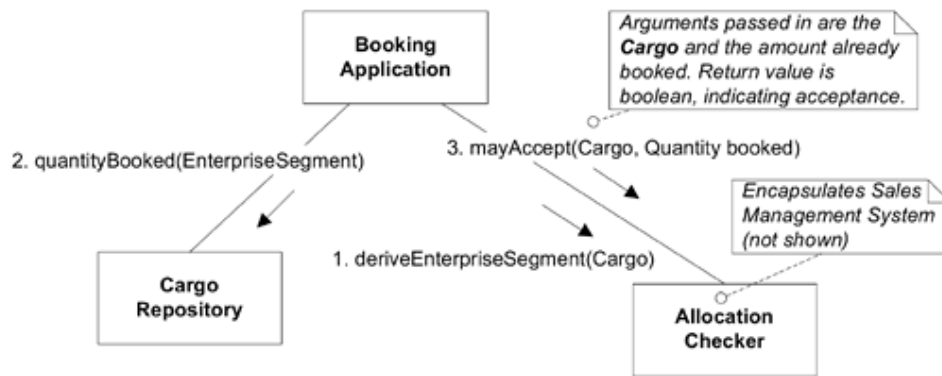 Booking
Application
Arguments passed in are the
Cargo and the amount already
booked. Return value is
boolean, indicating acceptance.
2. quantityBooked(EnterpriseSegment)
3. mayAccept(Cargo, Quantity booked)
Encapsulates Sales
Management System
(not shown)
1. deriveEnterpriseSegment(Cargo)
Cargo
Repository
Allocation
Checker